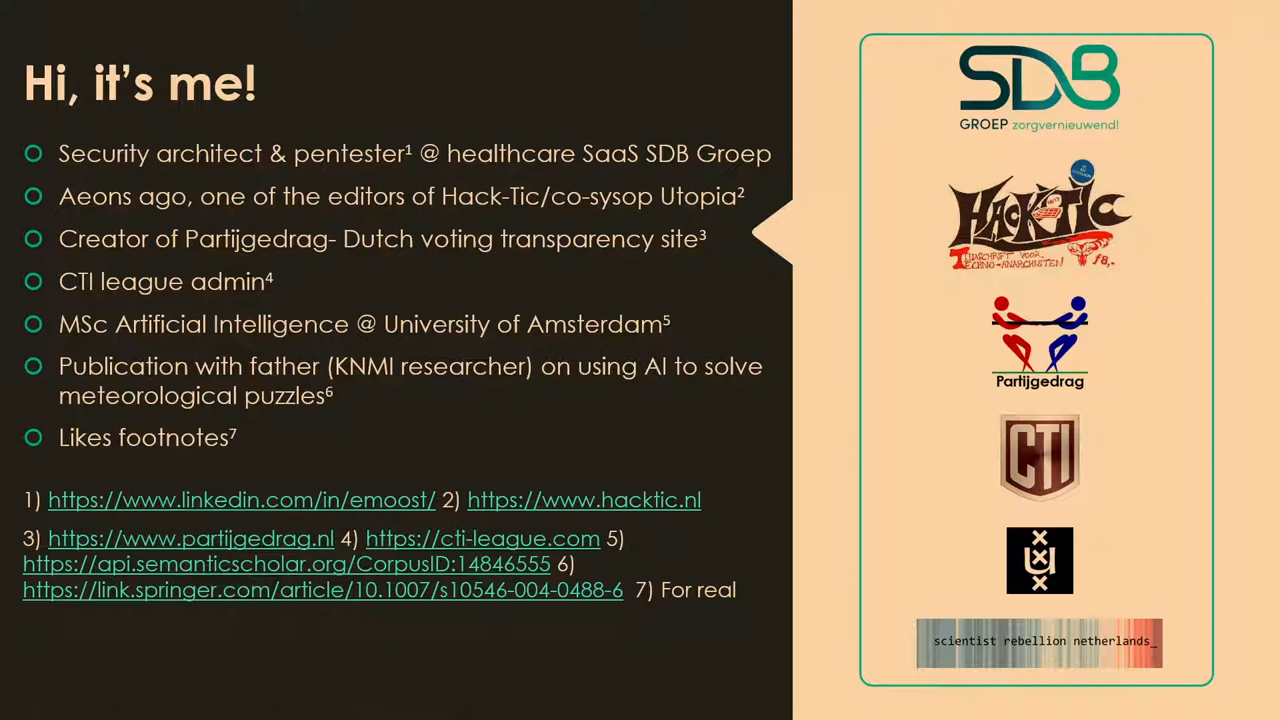 Hi, it's me!
Security architect & pentester¹ @ healthcare SaaS SDB Groep
Aeons ago, one of the editors of Hack-Tic/co-sysop Utopia²
Creator of Partijgedrag- Dutch voting transparency site³
CTI league admin⁴
MSc Artificial Intelligence @ University of Amsterdam⁵
Publication with father (KNMI researcher) on using AI to solve
meteorological puzzles⁶
Likes footnotes⁷
1) https://www.linkedin.com/in/emoost/ 2) https://www.hacktic.nl
3) https://www.partijgedrag.nl 4) https://cti-league.com 5)
https://api.semanticscholar.org/CorpusID:14846555 6)
https://link.springer.com/article/10.1007/s10546-004-0488-6 7) For real
SDB
GROEP zorgvernieuwend!
HACK-TIC
TIJDSCHRIFT VOOR
TECHNO-ANARCHISTEN! f8,-
Partijgedrag
CTI
U
scientist rebellion netherlands_